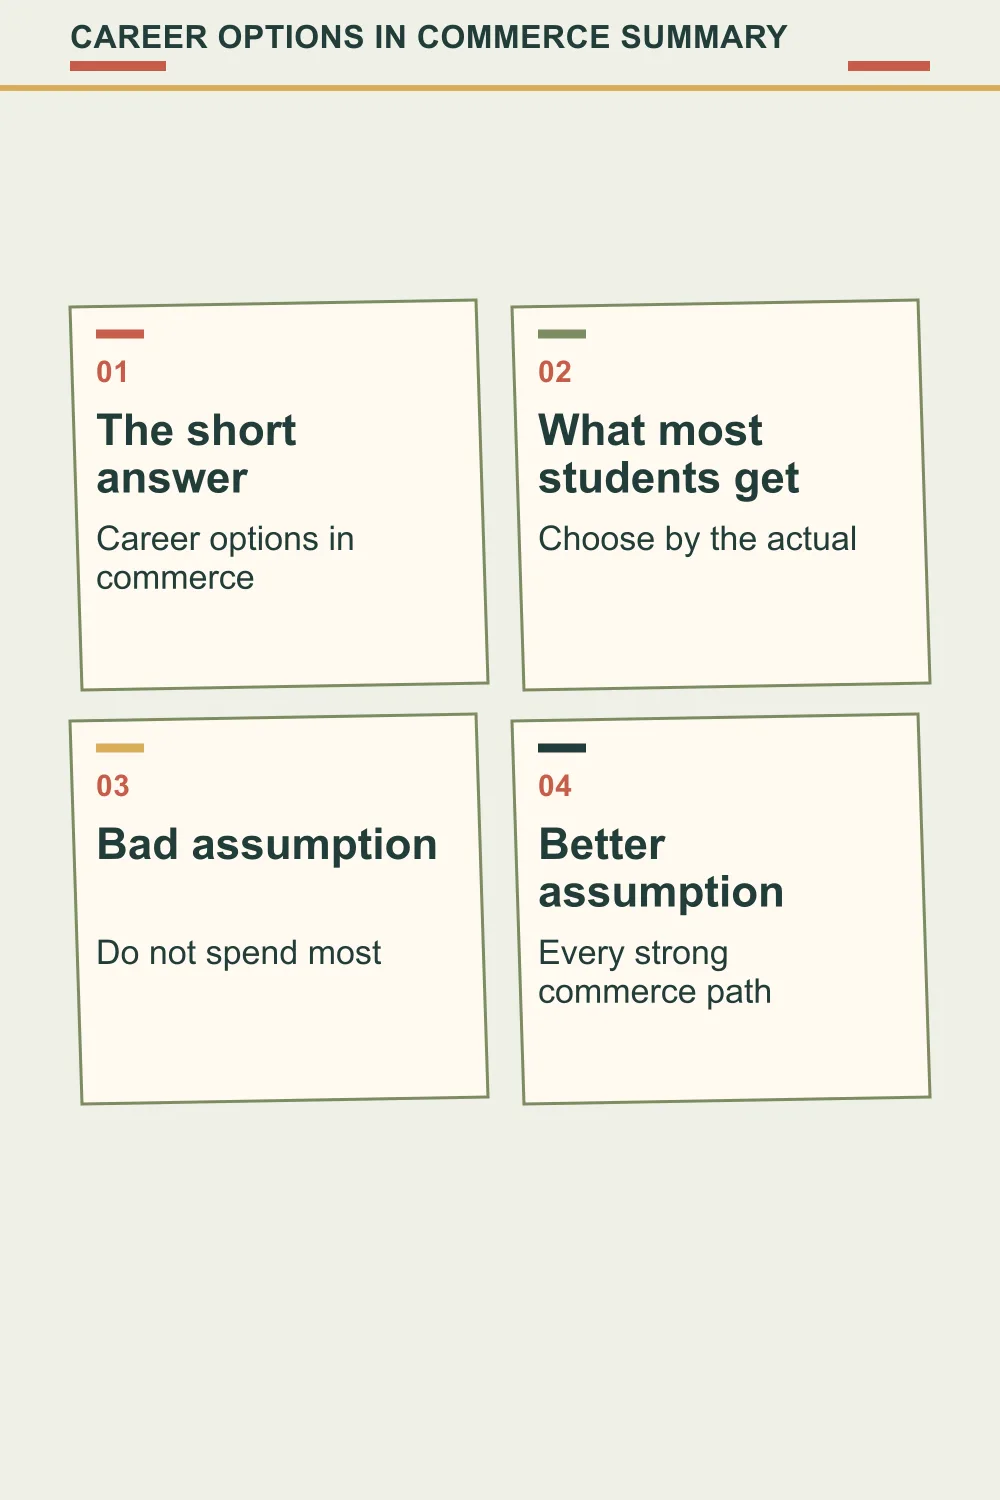 CAREER OPTIONS IN COMMERCE SUMMARY
01
The short
answer
Career options in
commerce
02
What most
students get
Choose by the actual
03
Bad assumption
Do not spend most
04
Better
assumption
Every strong
commerce path